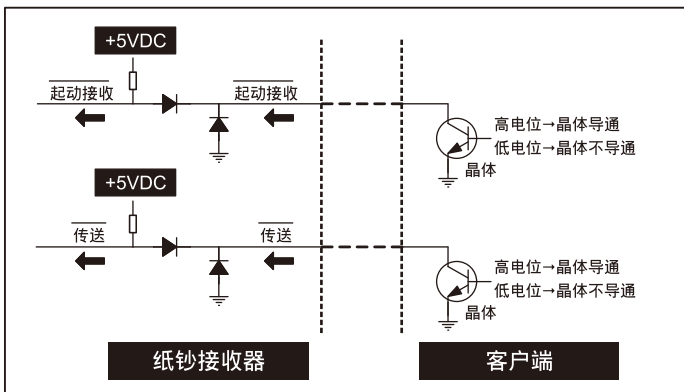 +5VDC
起动接收
起动接收
高电位→晶体导通
低电位→晶体不导通
晶体
+5VDC
传送
传送
高电位→晶体导通
低电位→晶体不导通
晶体
纸钞接收器
客户端